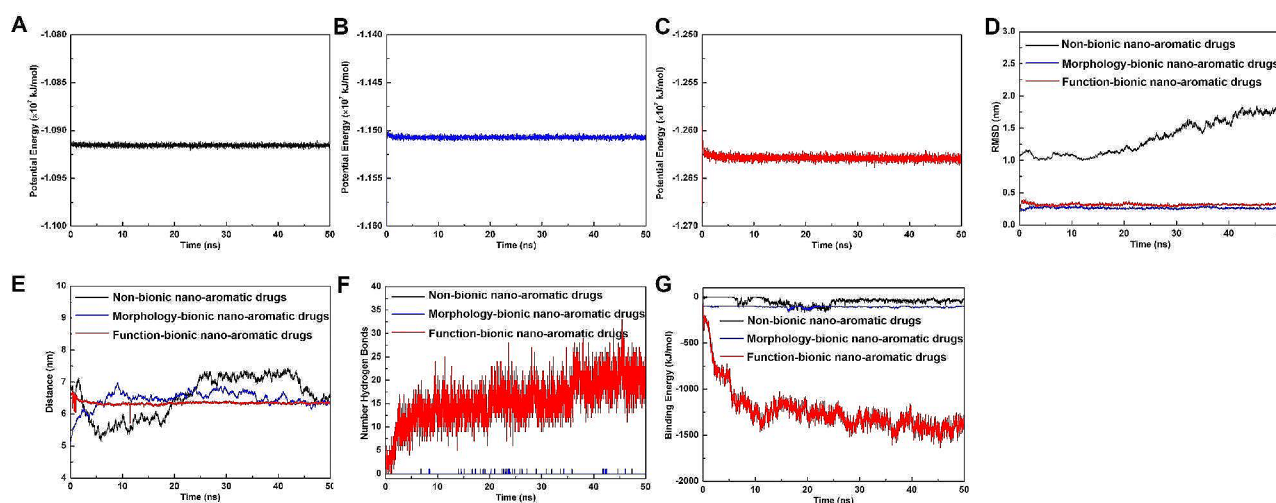 A
-1.080
-1.085
-1.090
-1.095
-1.100
Potential Energy (×10⁷ kJ/mol)
0 10 20 30 40 50
Time (ns)
B
-1.140
-1.145
-1.150
-1.155
-1.160
Potential Energy (×10⁷ kJ/mol)
0 10 20 30 40 50
Time (ns)
C
-1.250
-1.255
-1.260
-1.265
-1.270
Potential Energy (×10⁷ kJ/mol)
0 10 20 30 40 50
Time (ns)
D
3.0
2.5
2.0
1.5
1.0
0.5
0.0
RMSD (nm)
Non-bionic nano-aromatic drugs
Morphology-bionic nano-aromatic drugs
Function-bionic nano-aromatic drugs
0 10 20 30 40 50
Time (ns)
E
10
9
8
7
6
5
4
Distance (nm)
Non-bionic nano-aromatic drugs
Morphology-bionic nano-aromatic drugs
Function-bionic nano-aromatic drugs
0 10 20 30 40 50
Time (ns)
F
40
35
30
25
20
15
10
5
0
Number Hydrogen Bonds
Non-bionic nano-aromatic drugs
Morphology-bionic nano-aromatic drugs
Function-bionic nano-aromatic drugs
0 10 20 30 40 50
Time (ns)
G
0
-500
-1000
-1500
-2000
Binding Energy (kJ/mol)
Non-bionic nano-aromatic drugs
Morphology-bionic nano-aromatic drugs
Function-bionic nano-aromatic drugs
0 10 20 30 40 50
Time (ns)